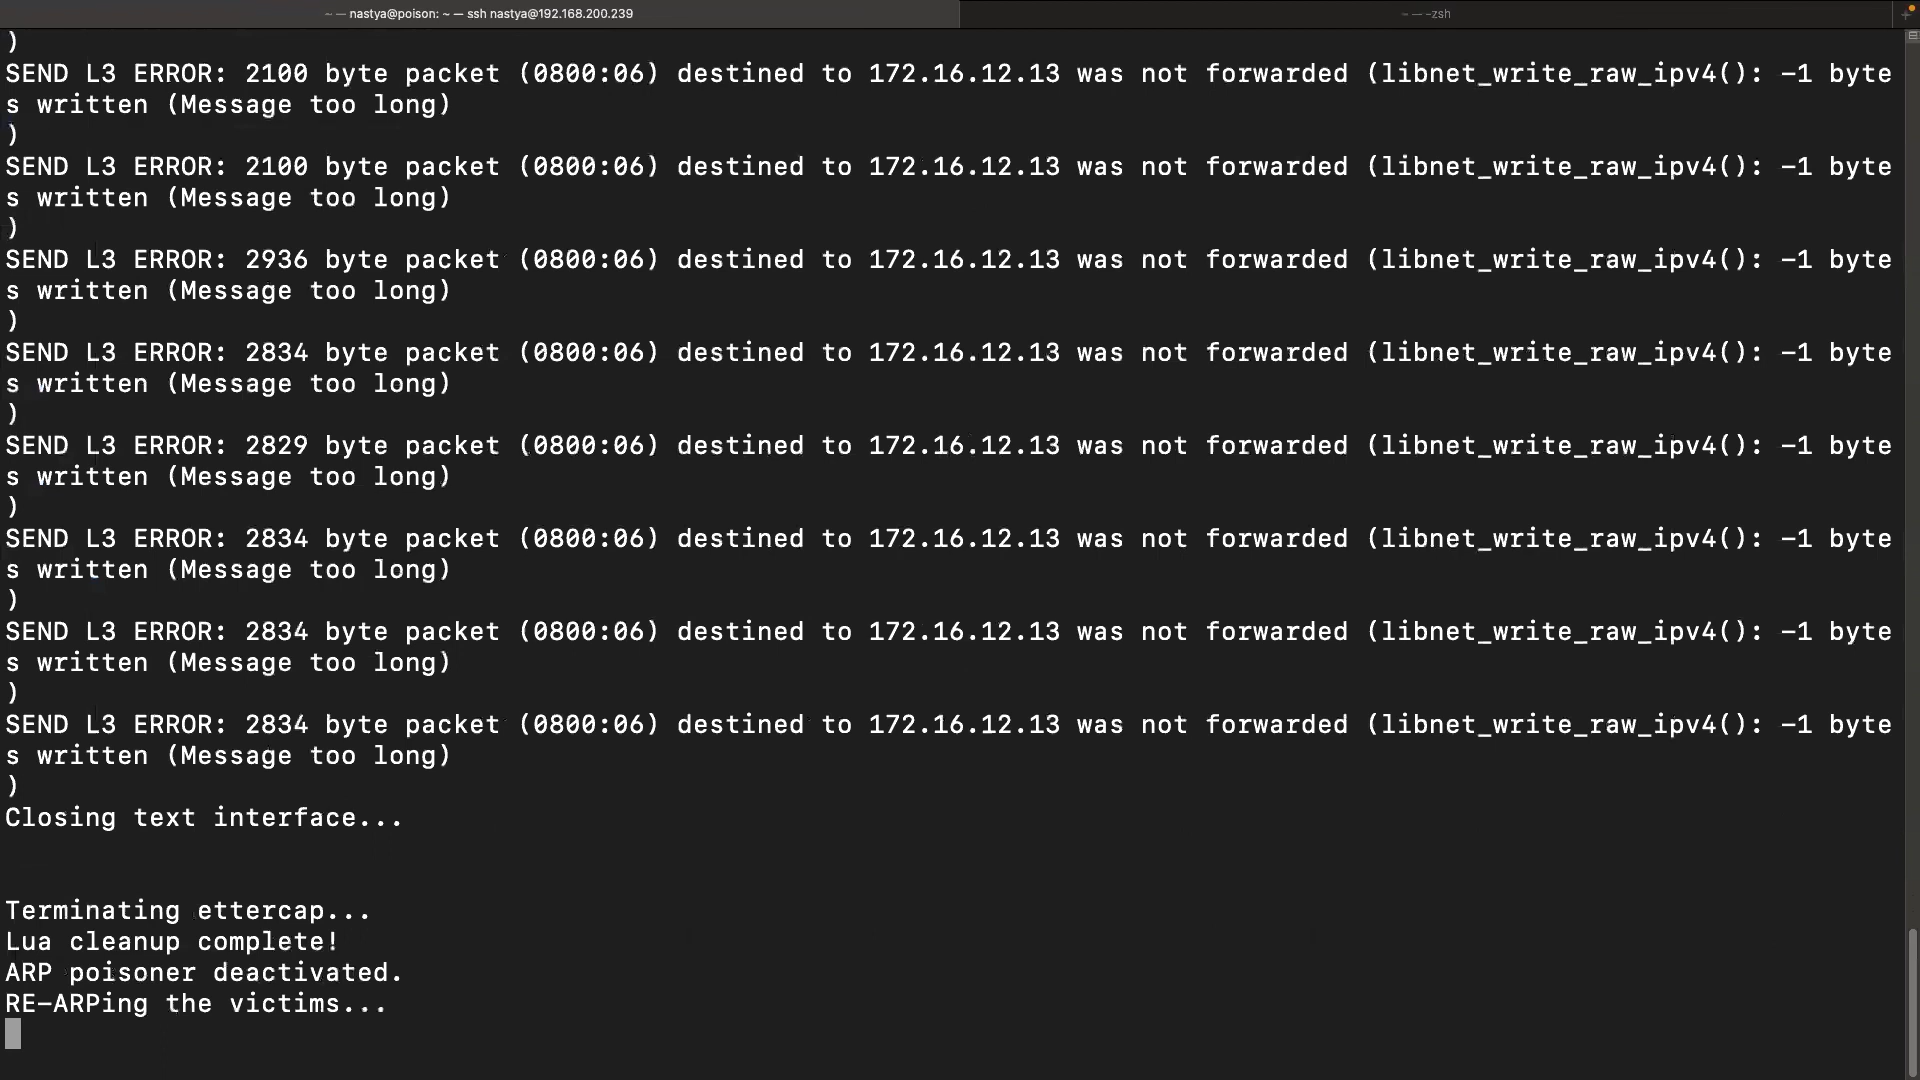 ~ — nastya@poison: ~ — ssh nastya@192.168.200.239
~ — -zsh
)
SEND L3 ERROR: 2100 byte packet (0800:06) destined to 172.16.12.13 was not forwarded (libnet_write_raw_ipv4(): -1 byte
s written (Message too long)
)
SEND L3 ERROR: 2100 byte packet (0800:06) destined to 172.16.12.13 was not forwarded (libnet_write_raw_ipv4(): -1 byte
s written (Message too long)
)
SEND L3 ERROR: 2936 byte packet (0800:06) destined to 172.16.12.13 was not forwarded (libnet_write_raw_ipv4(): -1 byte
s written (Message too long)
)
SEND L3 ERROR: 2834 byte packet (0800:06) destined to 172.16.12.13 was not forwarded (libnet_write_raw_ipv4(): -1 byte
s written (Message too long)
)
SEND L3 ERROR: 2829 byte packet (0800:06) destined to 172.16.12.13 was not forwarded (libnet_write_raw_ipv4(): -1 byte
s written (Message too long)
)
SEND L3 ERROR: 2834 byte packet (0800:06) destined to 172.16.12.13 was not forwarded (libnet_write_raw_ipv4(): -1 byte
s written (Message too long)
)
SEND L3 ERROR: 2834 byte packet (0800:06) destined to 172.16.12.13 was not forwarded (libnet_write_raw_ipv4(): -1 byte
s written (Message too long)
)
SEND L3 ERROR: 2834 byte packet (0800:06) destined to 172.16.12.13 was not forwarded (libnet_write_raw_ipv4(): -1 byte
s written (Message too long)
)
Closing text interface...
Terminating ettercap...
Lua cleanup complete!
ARP poisoner deactivated.
RE-ARPing the victims...